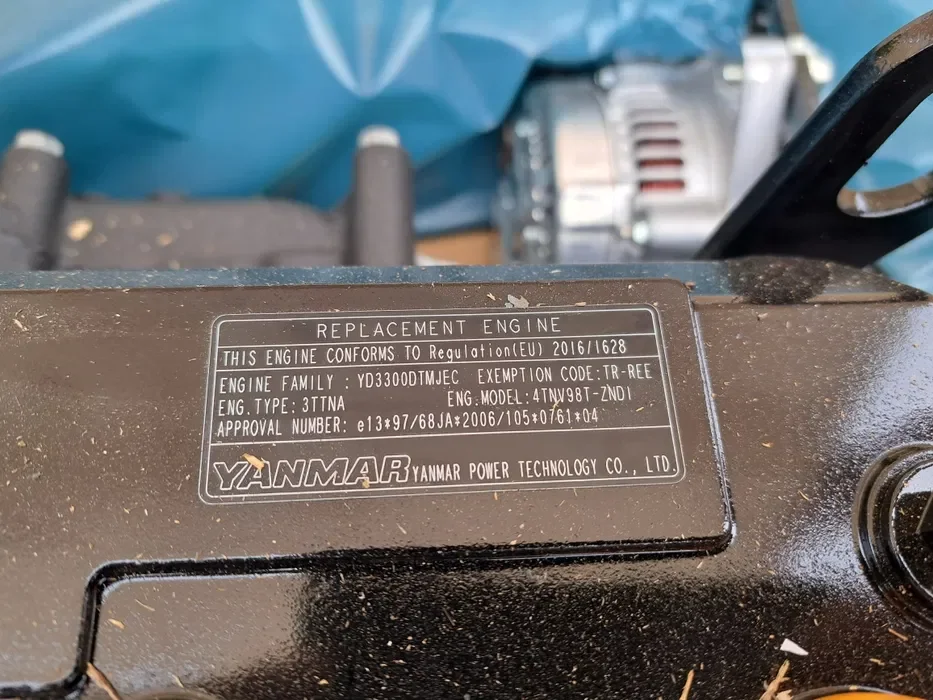 REPLACEMENT ENGINE
THIS ENGINE CONFORMS TO Regulation(EU) 2016/1628
ENGINE FAMILY : YD3300DTMJEC EXEMPTION CODE:TR-REE
ENG.TYPE: 3TTNA ENG.MODEL: 4TNV98T-ZND1
APPROVAL NUMBER: e13*97/68JA*2006/105*0761*04
YANMAR YANMAR POWER TECHNOLOGY CO., LTD.